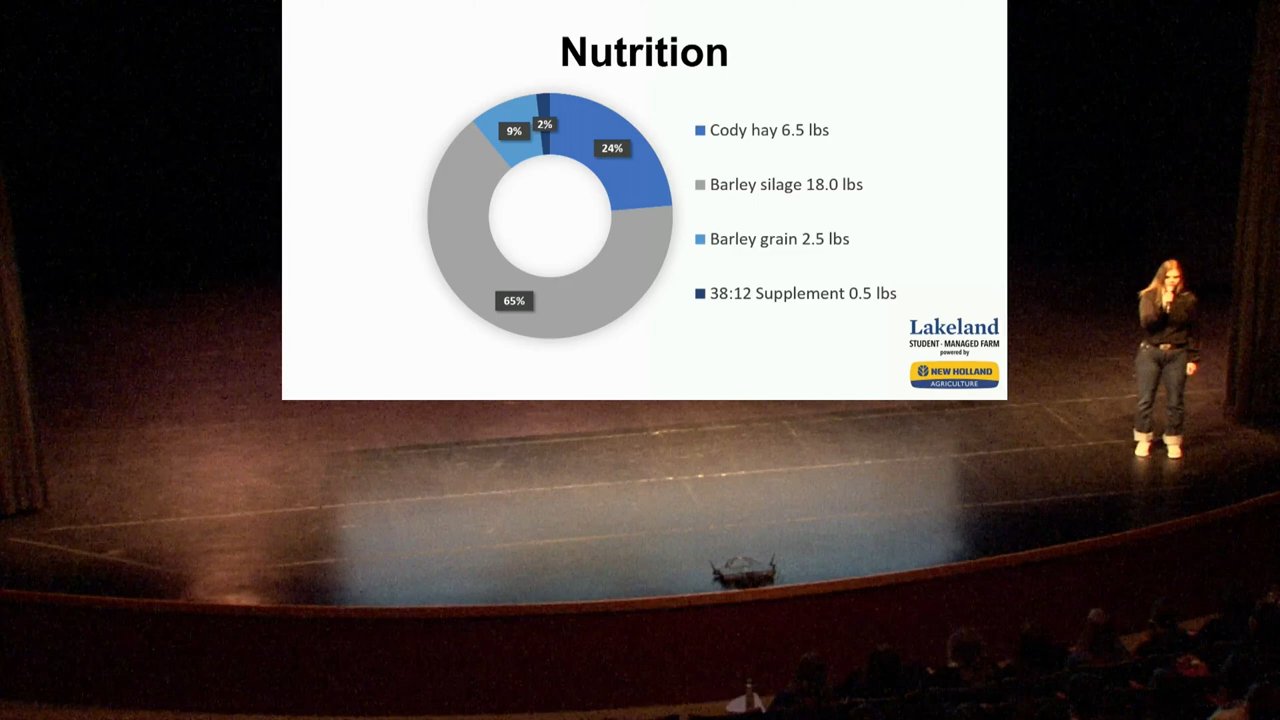 Nutrition
9%
2%
24%
65%
Cody hay 6.5 lbs
Barley silage 18.0 lbs
Barley grain 2.5 lbs
38:12 Supplement 0.5 lbs
Lakeland
STUDENT-MANAGED FARM
powered by
NEW HOLLAND
AGRICULTURE